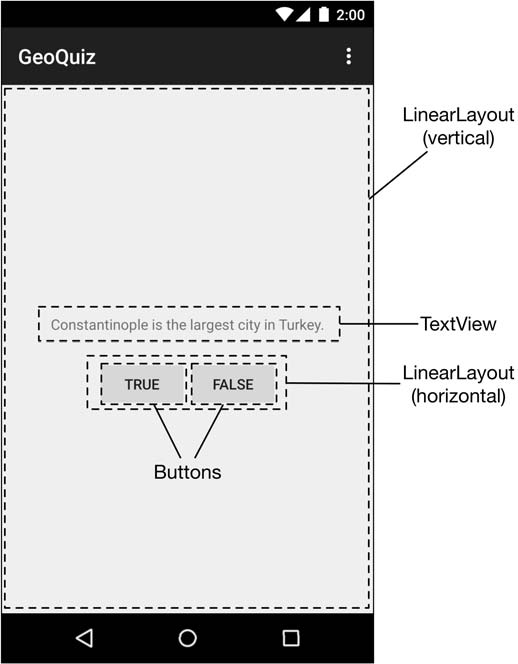 2:00
GeoQuiz
LinearLayout
(vertical)
Constantinople is the largest city in Turkey.
TextView
TRUE
FALSE
LinearLayout
(horizontal)
Buttons